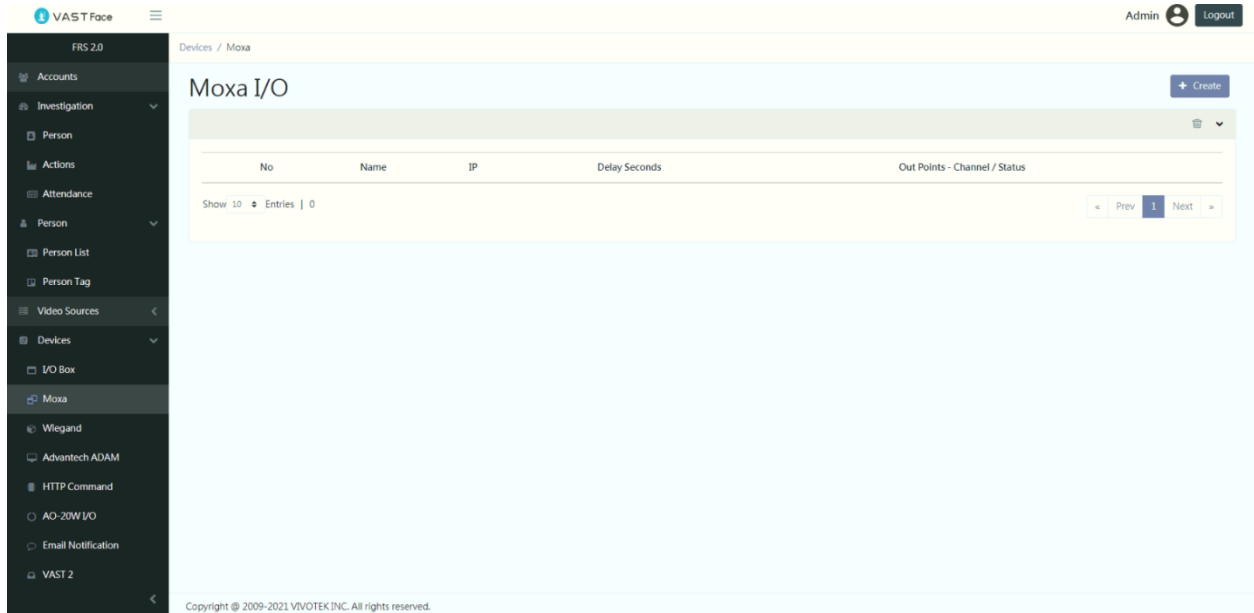 VAST Face
Admin
Logout
FRS 2.0
Devices / Moxa
Accounts
Investigation
Person
Actions
Attendance
Person
Person List
Person Tag
Video Sources
Devices
I/O Box
Moxa
Wiegand
Advantech ADAM
HTTP Command
AO-20W I/O
Email Notification
VAST 2
Moxa I/O
+ Create
No Name IP Delay Seconds Out Points - Channel / Status
Show 10 Entries | 0
« Prev 1 Next »
Copyright @ 2009-2021 VIVOTEK INC. All rights reserved.